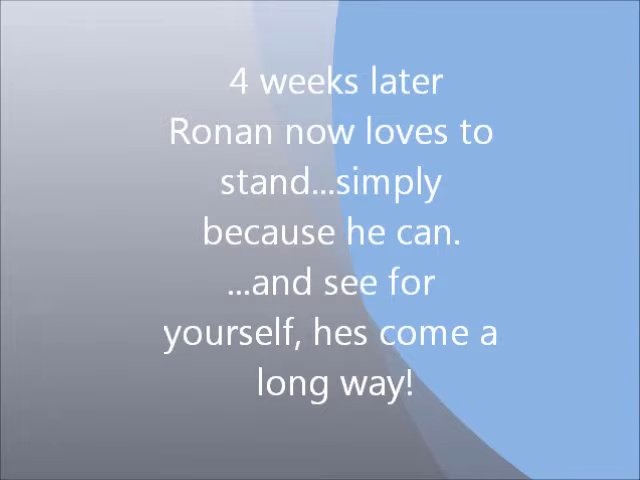 4 weeks later
Ronan now loves to
stand...simply
because he can.
...and see for
yourself, hes come a
long way!